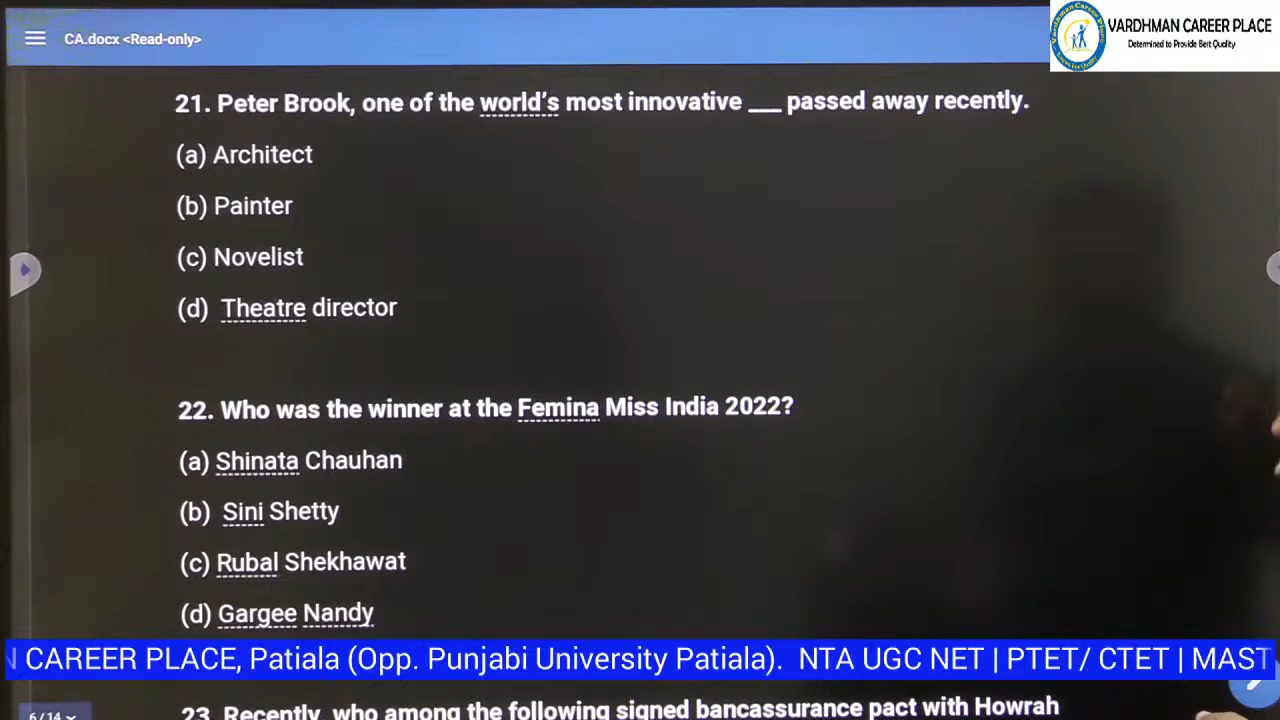 CA.docx <Read-only>
VARDHMAN CAREER PLACE
Determined to Provide Bert Quality
21. Peter Brook, one of the world's most innovative ___ passed away recently.
(a) Architect
(b) Painter
(c) Novelist
(d) Theatre director
22. Who was the winner at the Femina Miss India 2022?
(a) Shinata Chauhan
(b) Sini Shetty
(c) Rubal Shekhawat
(d) Gargee Nandy
CAREER PLACE, Patiala (Opp. Punjabi University Patiala). NTA UGC NET | PTET/ CTET | MAST
6/14
23. Recently, who among the following signed bancassurance pact with Howrah